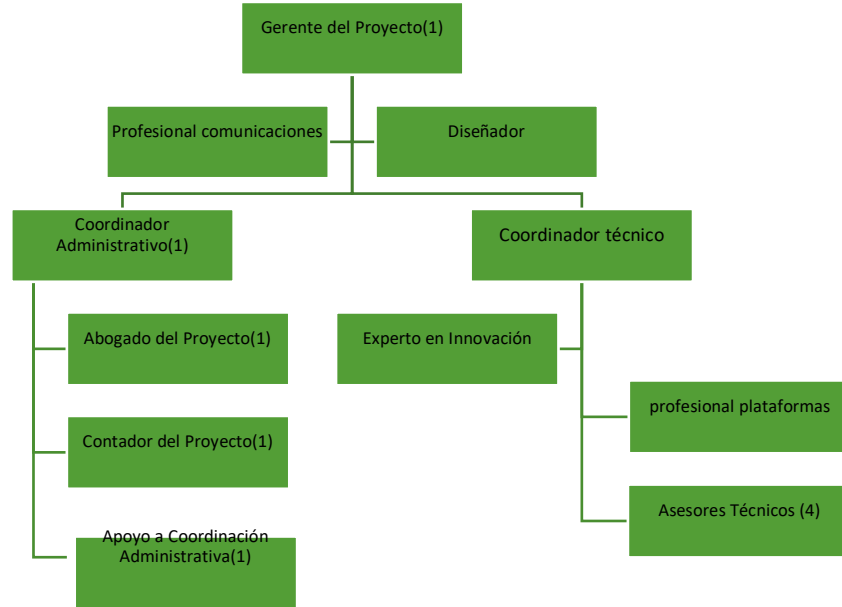 Gerente del Proyecto(1)
Profesional comunicaciones
Diseñador
Coordinador
Administrativo(1)
Coordinador técnico
Abogado del Proyecto(1)
Experto en Innovación
profesional plataformas
Contador del Proyecto(1)
Asesores Técnicos (4)
Apoyo a Coordinación
Administrativa(1)